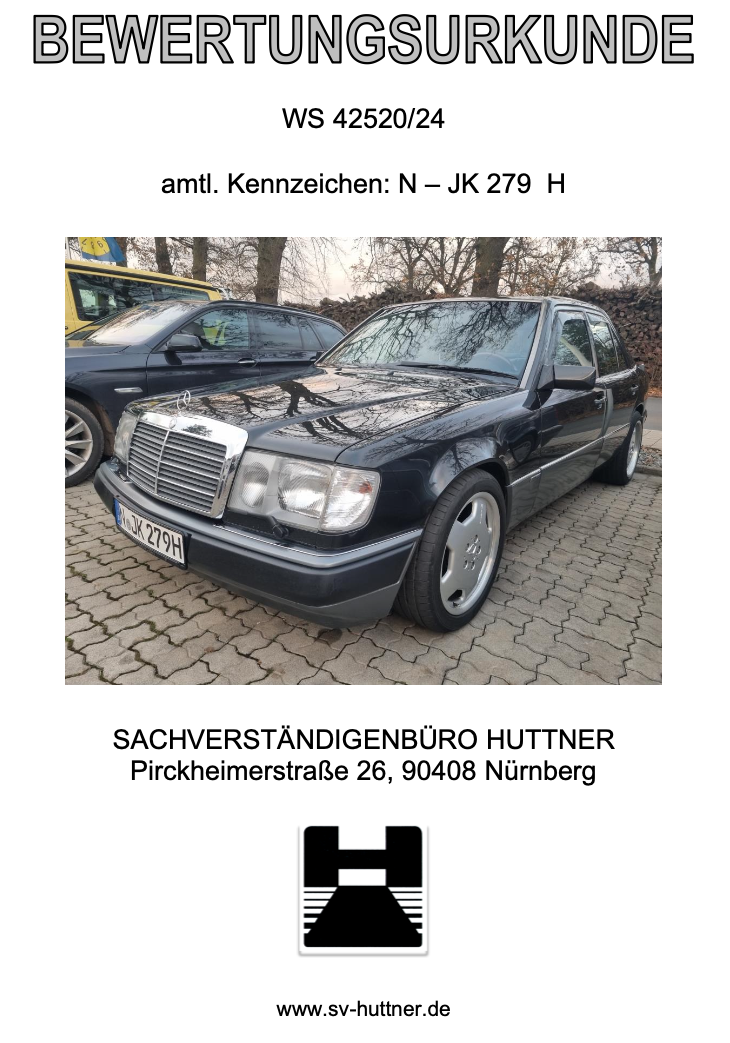 BEWERTUNGSURKUNDE
WS 42520/24
amtl. Kennzeichen: N – JK 279 H
N JK 279H
SACHVERSTÄNDIGENBÜRO HUTTNER
Pirckheimerstraße 26, 90408 Nürnberg
H
www.sv-huttner.de